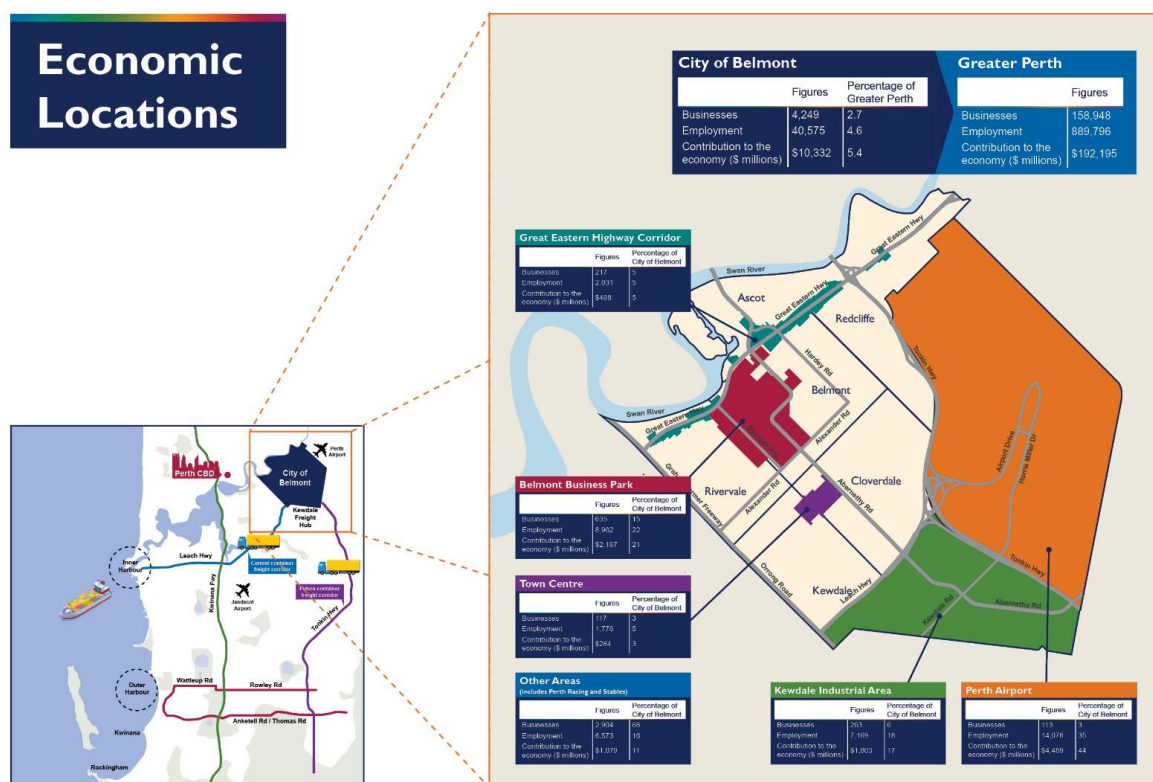 Economic
Locations
City of Belmont
Figures Percentage of
Greater Perth
Businesses 4,249 2.7
Employment 40,575 4.6
Contribution to the
economy ($ millions) $10,332 5.4
Greater Perth
Figures
Businesses 158,948
Employment 889,796
Contribution to the
economy ($ millions) $192,195
Great Eastern Highway Corridor
Figures Percentage of
City of Belmont
Businesses 217 5
Employment 2,031 5
Contribution to the
economy ($ millions) $488 5
Belmont Business Park
Figures Percentage of
City of Belmont
Businesses 635 15
Employment 8,962 22
Contribution to the
economy ($ millions) $2,187 21
Town Centre
Figures Percentage of
City of Belmont
Businesses 117 3
Employment 1,776 5
Contribution to the
economy ($ millions) $284 3
Other Areas
(includes Perth Racing and Stables)
Figures Percentage of
City of Belmont
Businesses 2,904 68
Employment 6,573 16
Contribution to the
economy ($ millions) $1,079 11
Kewdale Industrial Area
Figures Percentage of
City of Belmont
Businesses 263 6
Employment 7,169 18
Contribution to the
economy ($ millions) 17
Perth Airport
Figures Percentage of
City of Belmont
Businesses 113 3
Employment 14,078 35
Contribution to the
economy ($ millions) $4,489 44
Great Eastern Hwy
Swan River
Ascot
Great Eastern Hwy
Redcliffe
Tonkin Hwy
Hardey Rd
Belmont
Swan River
Great Eastern Hwy
Alexander Rd
Airport Drive
Horrie Miller Dr
Rivervale
Alexander Rd
Cloverdale
Abernethy Rd
Graham Farmer Freeway
Orrong Road
Kewdale
Leach Hwy
Tonkin Hwy
Kewdale Rd
Abernethy Rd
Perth CBD
City of
Belmont
Perth
Airport
Kewdale
Freight
Hub
Inner
Harbour
Leach Hwy
Current container
freight corridor
Future container
freight corridor
Kwinana Fwy
Jandacot
Airport
Tonkin Hwy
Outer
Harbour
Wattleup Rd
Rowley Rd
Anketell Rd / Thomas Rd
Kwinana
Rockingham